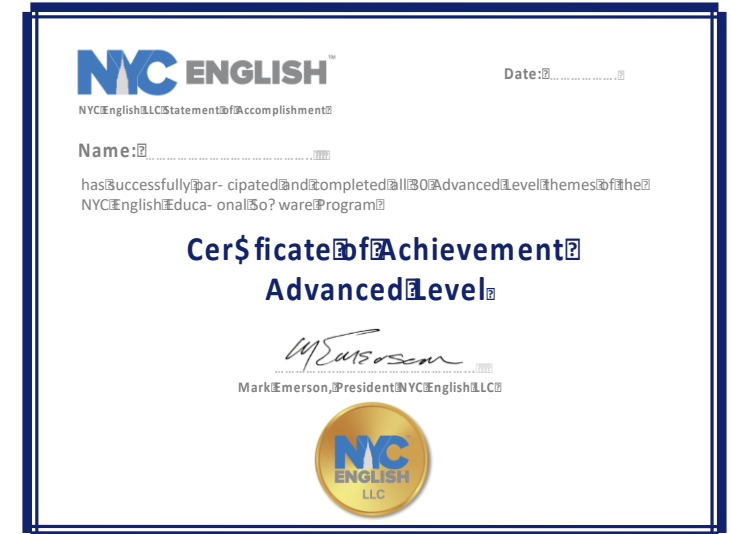 NYC ENGLISH™
Date:⍰..................⍰
NYC⍰English⍰LLC⍰Statement⍰of⍰Accomplishment⍰
Name:⍰.....................................⍰⍰⍰
has⍰successfully⍰par- cipated⍰and⍰completed⍰all⍰30⍰Advanced⍰Level⍰themes⍰of⍰the⍰
NYC⍰English⍰Educa- onal⍰So? ware⍰Program⍰
Cer$ ficate⍰of⍰Achievement⍰
Advanced⍰Level⍰
MEmerson
Mark⍰Emerson,⍰President⍰NYC⍰English⍰LLC⍰
NYC
ENGLISH
LLC